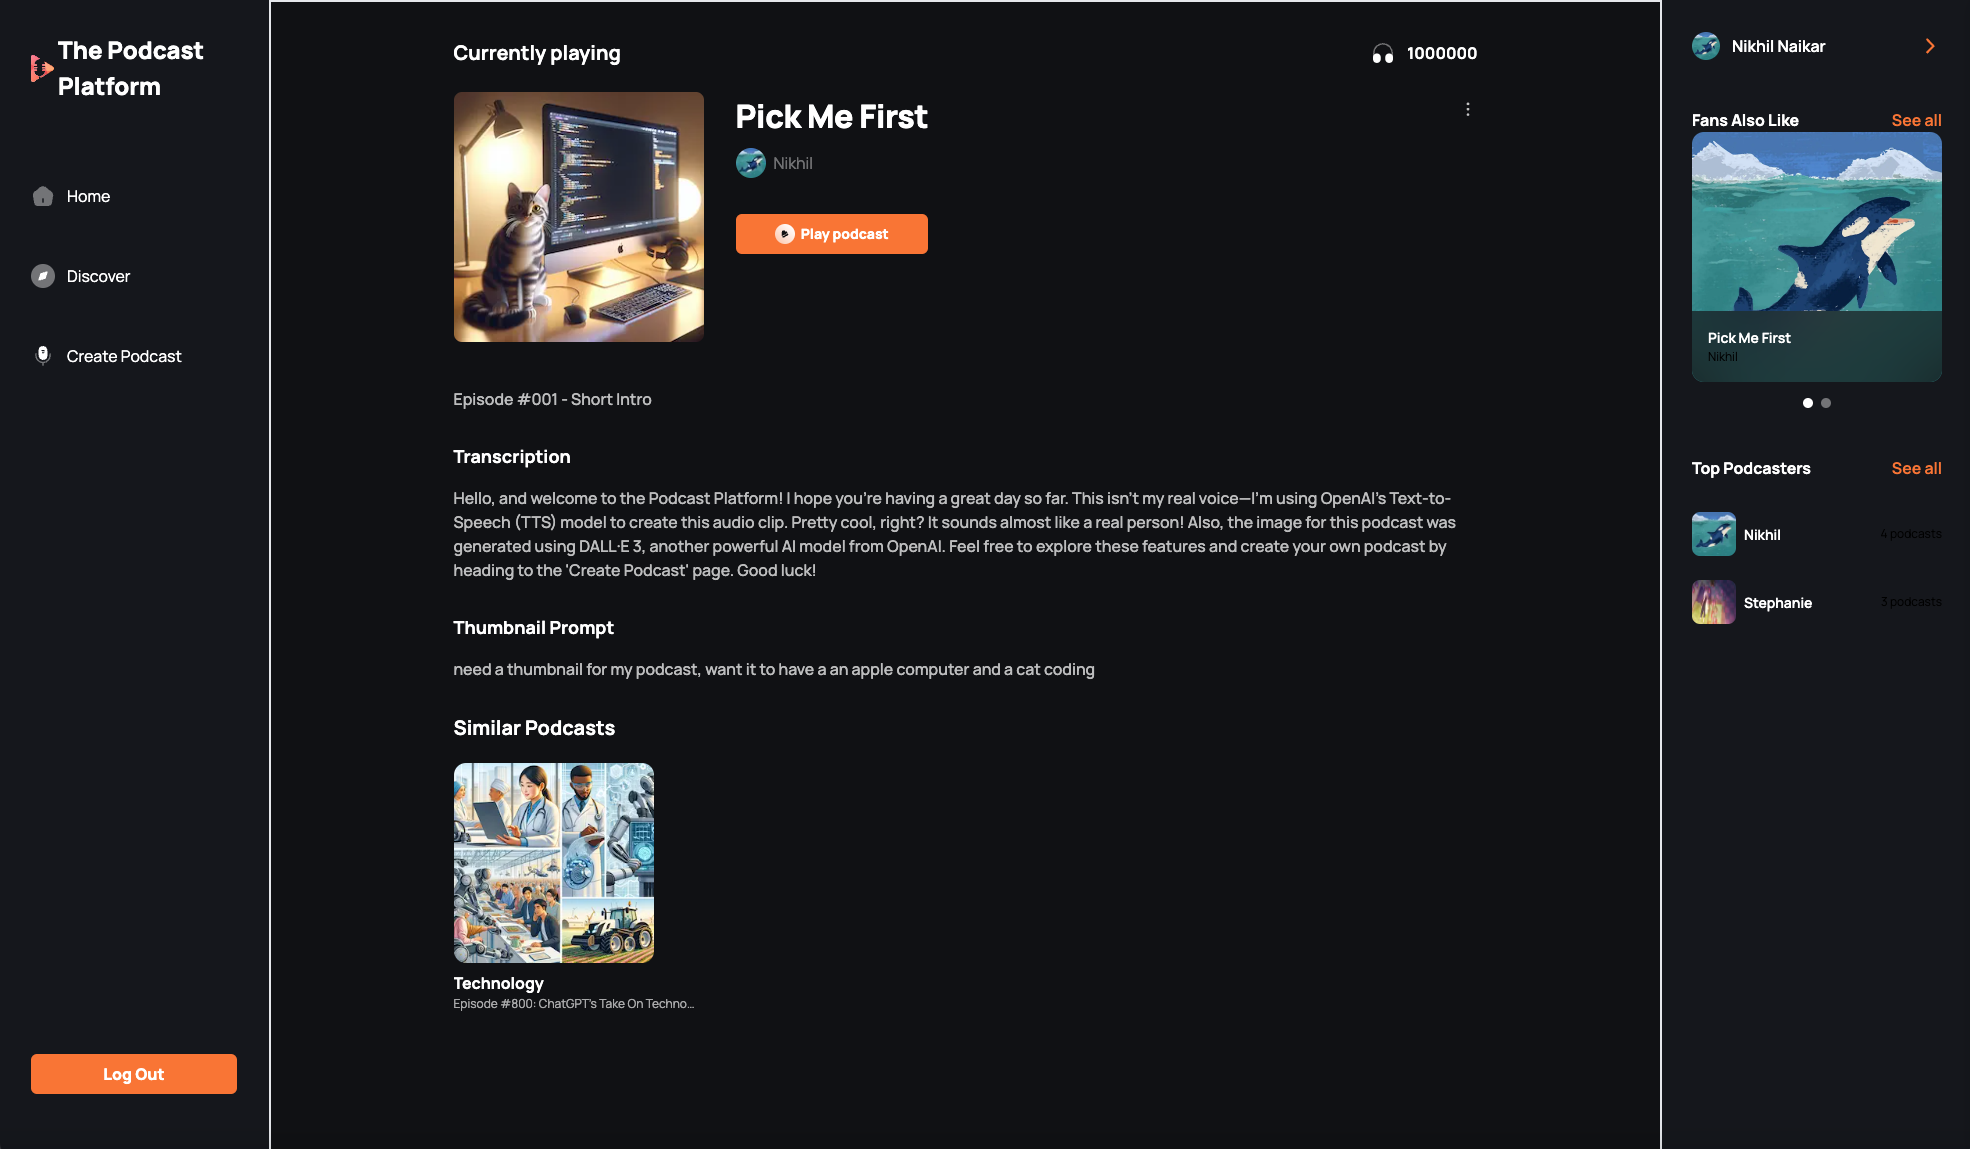 The Podcast
Platform
Home
Discover
Create Podcast
Log Out
Currently playing
1000000
Pick Me First
Nikhil
Play podcast
Episode #001 - Short Intro
Transcription
Hello, and welcome to the Podcast Platform! I hope you're having a great day so far. This isn't my real voice—I'm using OpenAI's Text-to-
Speech (TTS) model to create this audio clip. Pretty cool, right? It sounds almost like a real person! Also, the image for this podcast was
generated using DALL·E 3, another powerful AI model from OpenAI. Feel free to explore these features and create your own podcast by
heading to the 'Create Podcast' page. Good luck!
Thumbnail Prompt
need a thumbnail for my podcast, want it to have a an apple computer and a cat coding
Similar Podcasts
Technology
Episode #800: ChatGPT's Take On Techno...
Nikhil Naikar
Fans Also Like
See all
Pick Me First
Nikhil
Top Podcasters
See all
Nikhil
4 podcasts
Stephanie
3 podcasts